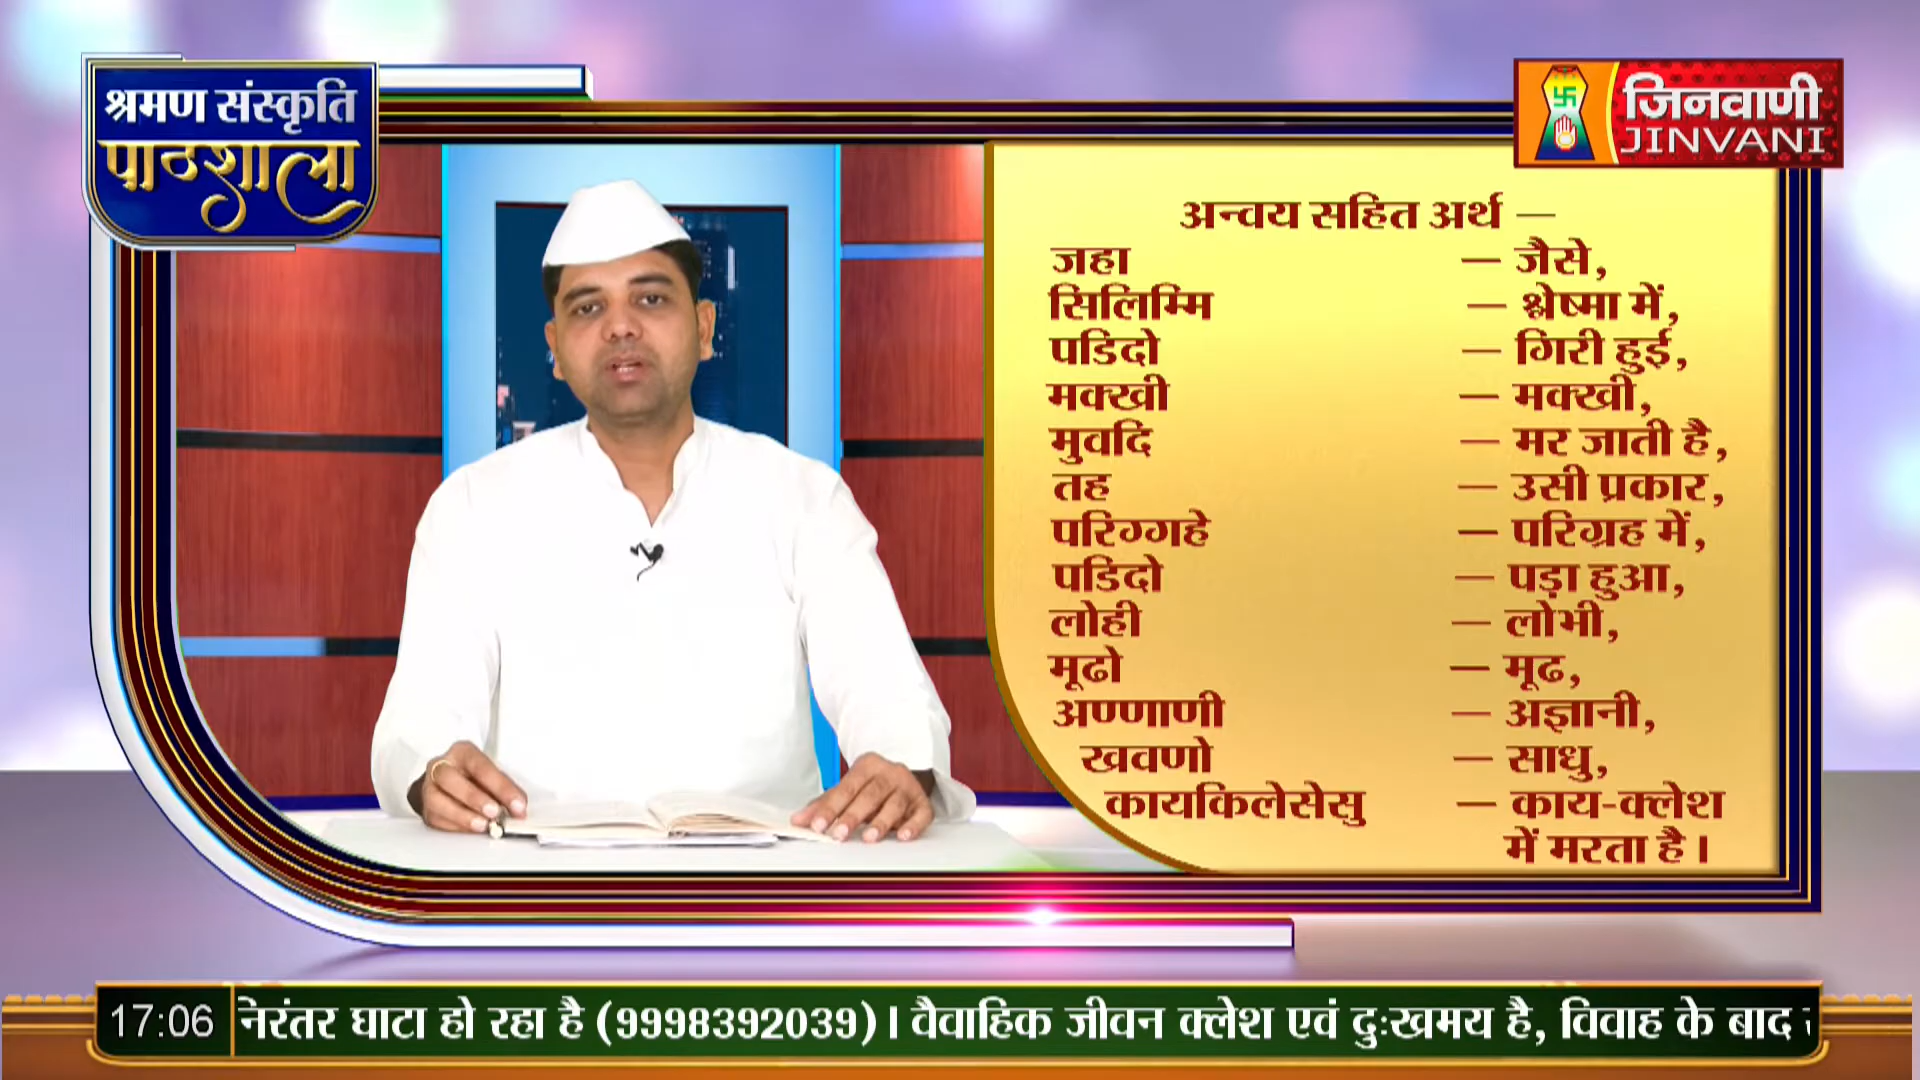 श्रमण संस्कृति
पाठशाला
जिनवाणी
JINVANI
अन्वय सहित अर्थ —
जहा — जैसे,
सिलिम्मि — श्लेष्मा में,
पडिदो — गिरी हुई,
मक्खी — मक्खी,
मुवदि — मर जाती है,
तह — उसी प्रकार,
परिग्गहे — परिग्रह में,
पडिदो — पड़ा हुआ,
लोही — लोभी,
मूढो — मूढ,
अण्णाणी — अज्ञानी,
खवणो — साधु,
कायकिलेसेसु — काय-क्लेश
में मरता है।
17:06 नेरंतर घाटा हो रहा है (9998392039)। वैवाहिक जीवन क्लेश एवं दुःखमय है, विवाह के बाद